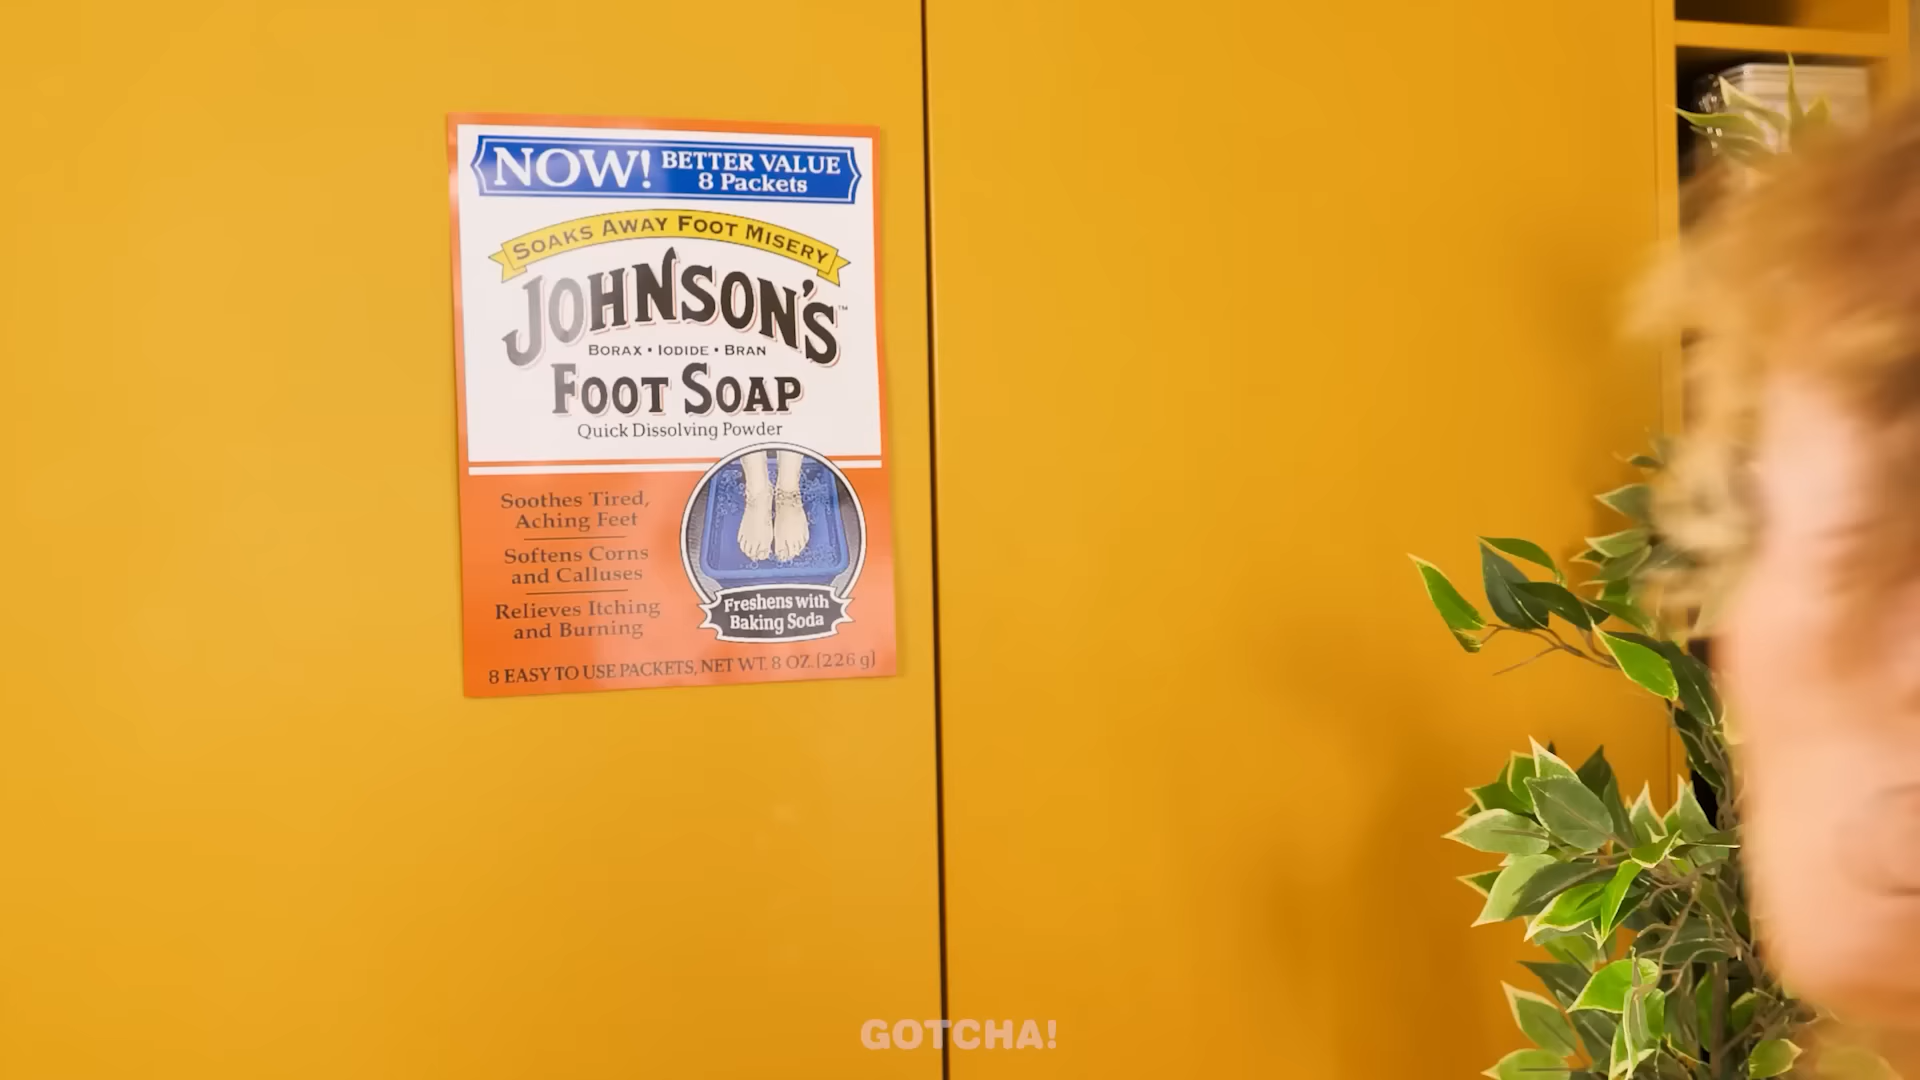 NOW! BETTER VALUE
8 Packets
SOAKS AWAY FOOT MISERY
JOHNSON'S™
BORAX • IODIDE • BRAN
FOOT SOAP
Quick Dissolving Powder
Soothes Tired,
Aching Feet
Softens Corns
and Calluses
Relieves Itching
and Burning
Freshens with
Baking Soda
8 EASY TO USE PACKETS, NET WT. 8 OZ. (226 g)
GOTCHA!